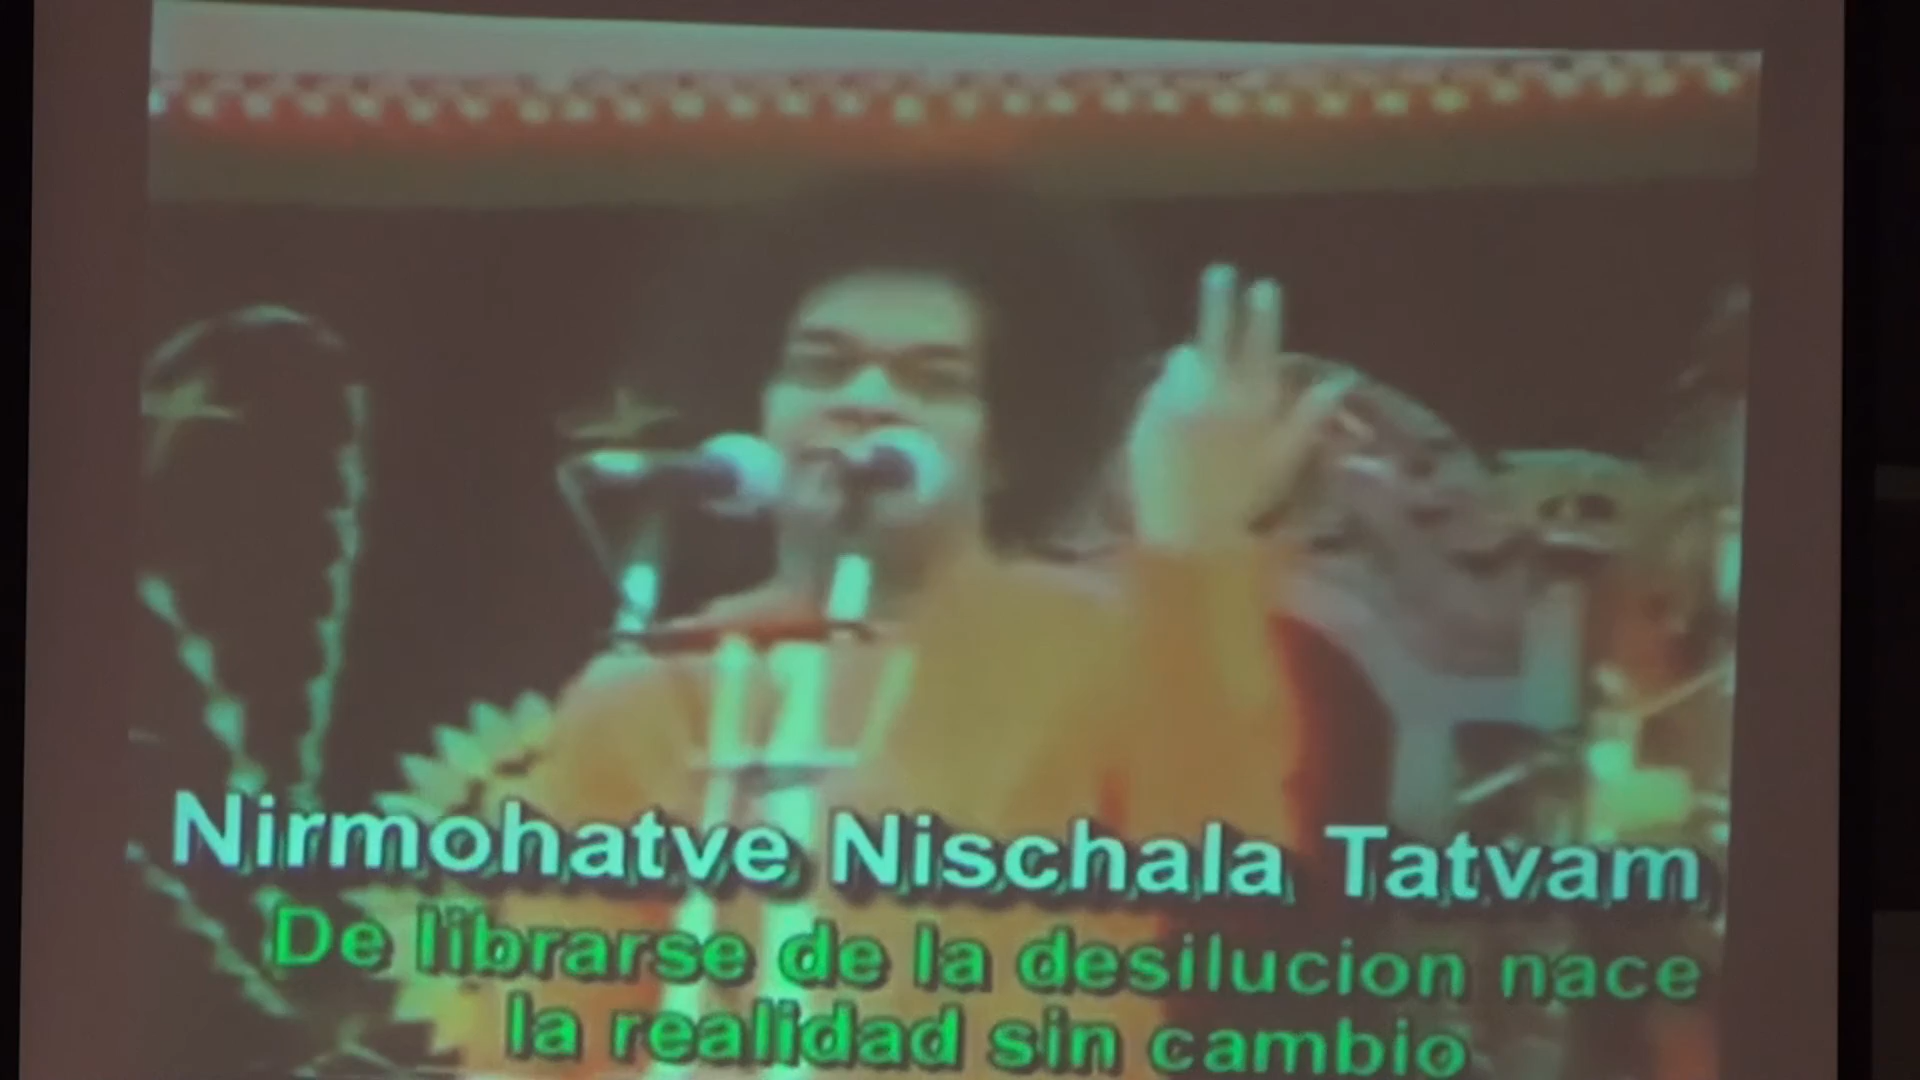 Nirmohatve Nischala Tatvam
De librarse de la desilucion nace
la realidad sin cambio